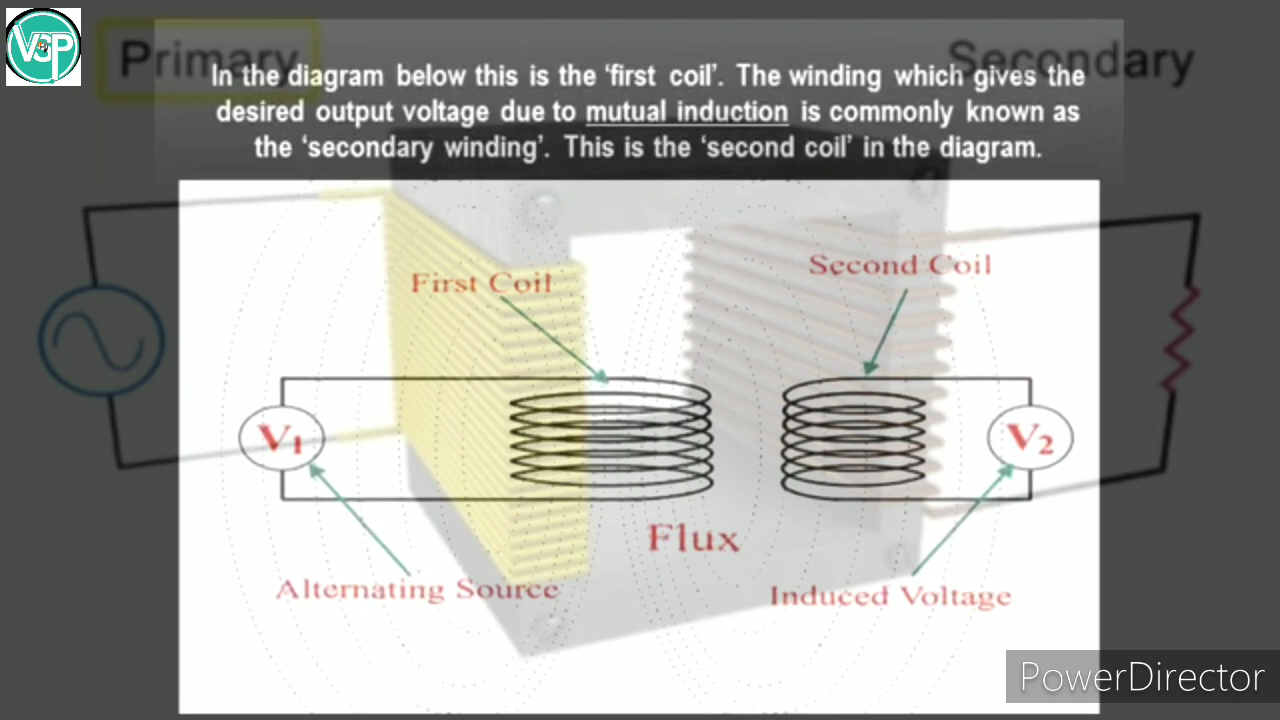 VSP
Primary
Secondary
In the diagram below this is the ‘first coil’. The winding which gives the
desired output voltage due to mutual induction is commonly known as
the ‘secondary winding’. This is the ‘second coil’ in the diagram.
First Coil
Second Coil
V1
V2
Flux
Alternating Source
Induced Voltage
PowerDirector